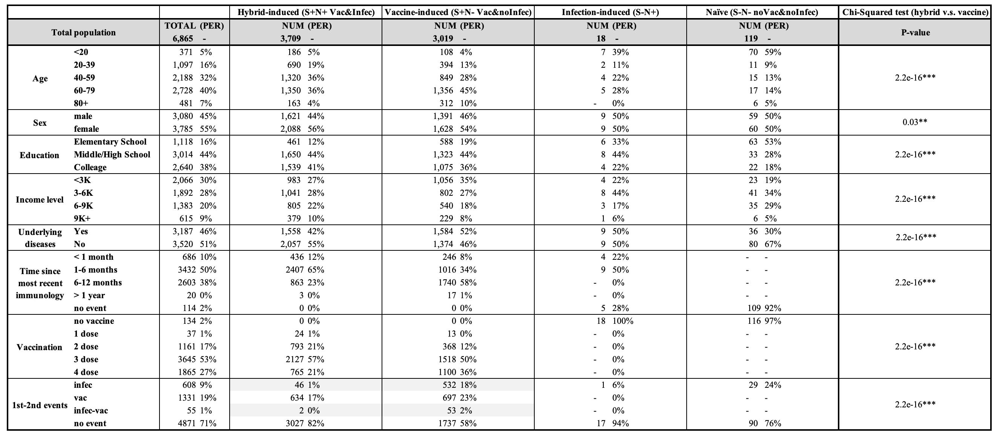 Hybrid-induced (S+N+ Vac&Infec) Vaccine-induced (S+N- Vac&noInfec) Infection-induced (S-N+) Naïve (S-N- noVac&noInfec) Chi-Squared test (hybrid v.s. vaccine)
Total population TOTAL (PER) NUM (PER) NUM (PER) NUM (PER) NUM (PER) P-value
6,865 - 3,709 - 3,019 - 18 - 119 -
Age
<20 371 5% 186 5% 108 4% 7 39% 70 59%
20-39 1,097 16% 690 19% 394 13% 2 11% 11 9%
40-59 2,188 32% 1,320 36% 849 28% 4 22% 15 13% 2.2e-16***
60-79 2,728 40% 1,350 36% 1,356 45% 5 28% 17 14%
80+ 481 7% 163 4% 312 10% - 0% 6 5%
Sex
male 3,080 45% 1,621 44% 1,391 46% 9 50% 59 50% 0.03**
female 3,785 55% 2,088 56% 1,628 54% 9 50% 60 50%
Education
Elementary School 1,118 16% 461 12% 588 19% 6 33% 63 53%
Middle/High School 3,014 44% 1,650 44% 1,323 44% 8 44% 33 28% 2.2e-16***
Colleage 2,640 38% 1,539 41% 1,075 36% 4 22% 22 18%
Income level
<3K 2,066 30% 983 27% 1,056 35% 4 22% 23 19%
3-6K 1,892 28% 1,041 28% 802 27% 8 44% 41 34% 2.2e-16***
6-9K 1,383 20% 805 22% 540 18% 3 17% 35 29%
9K+ 615 9% 379 10% 229 8% 1 6% 6 5%
Underlying
diseases
Yes 3,187 46% 1,558 42% 1,584 52% 9 50% 36 30% 2.2e-16***
No 3,520 51% 2,057 55% 1,374 46% 9 50% 80 67%
Time since
most recent
immunology
< 1 month 686 10% 436 12% 246 8% 4 22% - -
1-6 months 3432 50% 2407 65% 1016 34% 9 50% - -
6-12 months 2603 38% 863 23% 1740 58% - 0% - - 2.2e-16***
> 1 year 20 0% 3 0% 17 1% - 0% - -
no event 114 2% 0 0% 0 0% 5 28% 109 92%
Vaccination
no vaccine 134 2% 0 0% 0 0% 18 100% 116 97%
1 dose 37 1% 24 1% 13 0% - 0% - -
2 dose 1161 17% 793 21% 368 12% - 0% - - 2.2e-16***
3 dose 3645 53% 2127 57% 1518 50% - 0% - -
4 dose 1865 27% 765 21% 1100 36% - 0% - -
1st-2nd events
infec 608 9% 46 1% 532 18% 1 6% 29 24%
vac 1331 19% 634 17% 697 23% - 0% - - 2.2e-16***
infec-vac 55 1% 2 0% 53 2% - 0% - -
no event 4871 71% 3027 82% 1737 58% 17 94% 90 76%